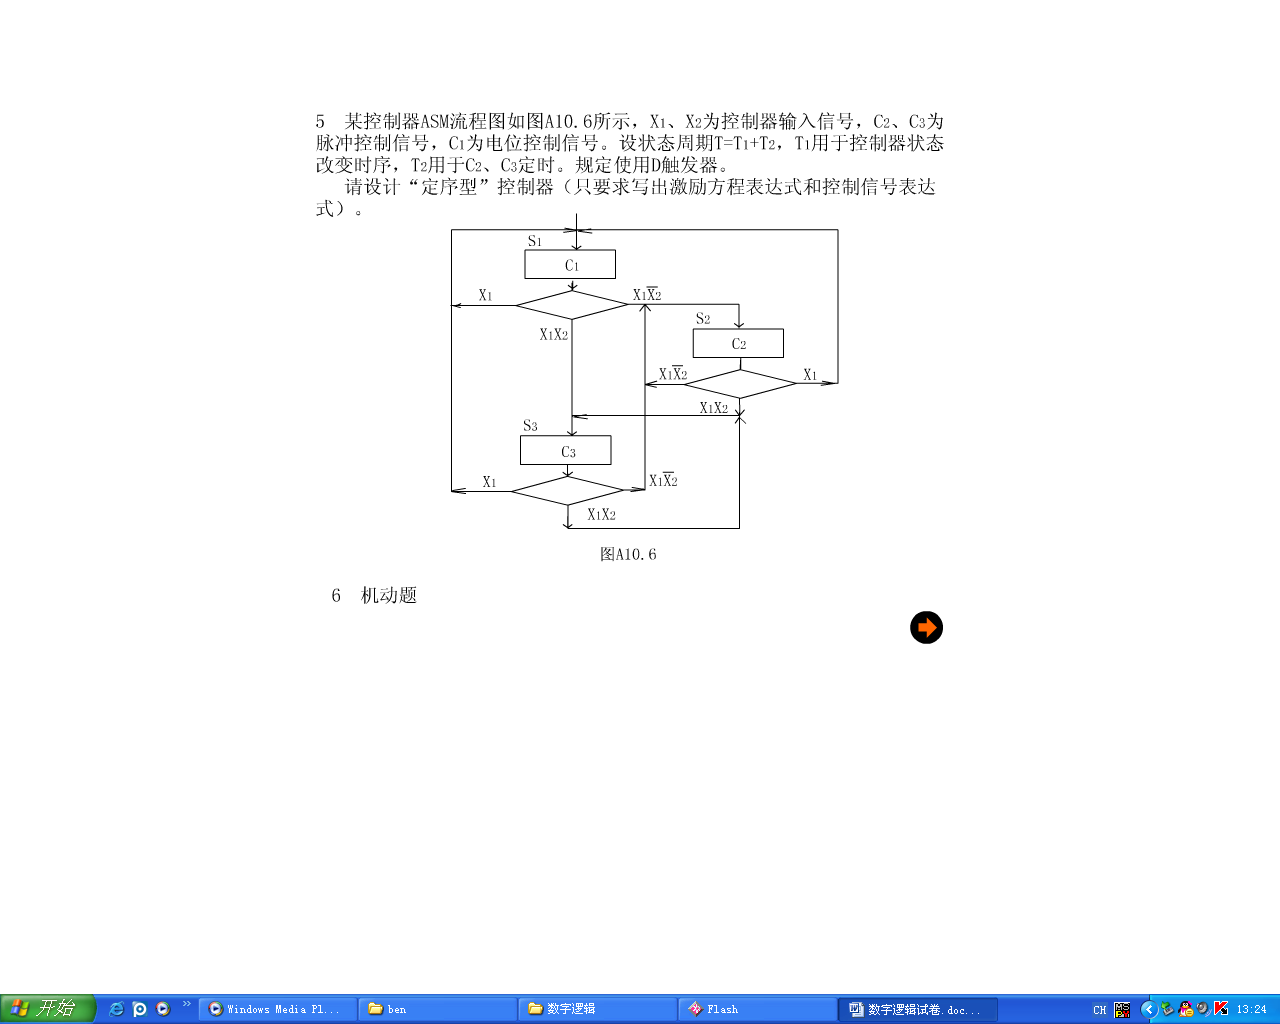 5 某控制器ASM流程图如图A10.6所示，X1、X2为控制器输入信号，C2、C3为
脉冲控制信号，C1为电位控制信号。设状态周期T=T1+T2，T1用于控制器状态
改变时序，T2用于C2、C3定时。规定使用D触发器。
请设计“定序型”控制器（只要求写出激励方程表达式和控制信号表达
式）。
S1
C1
X1
X1X̅2
X1X2
S2
C2
X1X̅2
X1
X1X2
S3
C3
X1
X1X̅2
X1X2
图A10.6
6 机动题
开始
Windows Media Pl...
ben
数字逻辑
Flash
数字逻辑试卷.doc...
CH
13:24